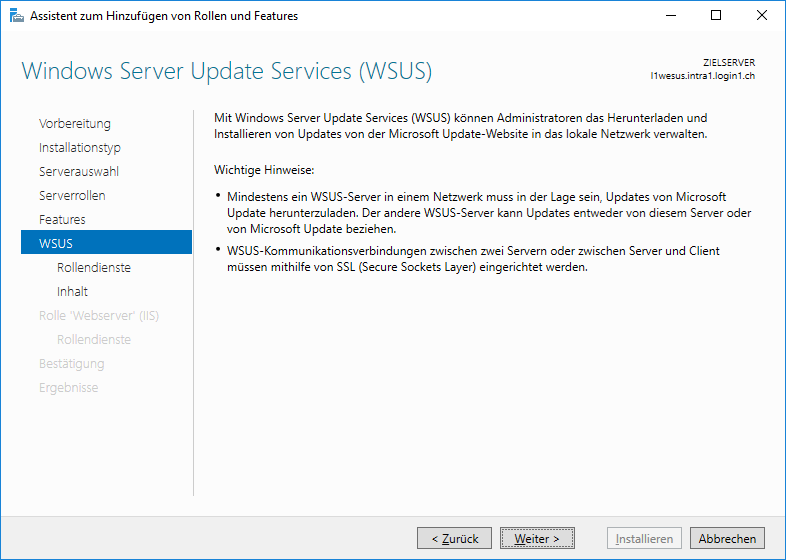 Assistent zum Hinzufügen von Rollen und Features
Windows Server Update Services (WSUS)
ZIELSERVER
l1wesus.intra1.login1.ch
Vorbereitung
Installationstyp
Serverauswahl
Serverrollen
Features
WSUS
Rollendienste
Inhalt
Rolle 'Webserver' (IIS)
Rollendienste
Bestätigung
Ergebnisse
Mit Windows Server Update Services (WSUS) können Administratoren das Herunterladen und
Installieren von Updates von der Microsoft Update-Website in das lokale Netzwerk verwalten.
Wichtige Hinweise:
• Mindestens ein WSUS-Server in einem Netzwerk muss in der Lage sein, Updates von Microsoft
Update herunterzuladen. Der andere WSUS-Server kann Updates entweder von diesem Server oder
von Microsoft Update beziehen.
• WSUS-Kommunikationsverbindungen zwischen zwei Servern oder zwischen Server und Client
müssen mithilfe von SSL (Secure Sockets Layer) eingerichtet werden.
< Zurück
Weiter >
Installieren
Abbrechen